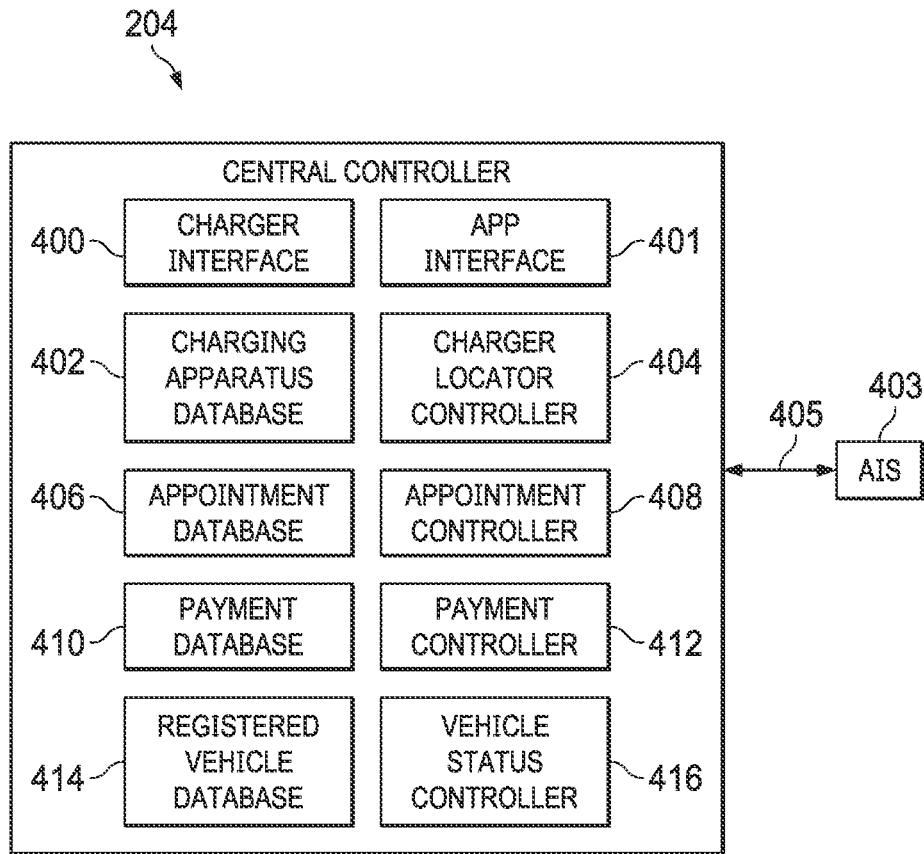 204
CENTRAL CONTROLLER
400
CHARGER
INTERFACE
APP
INTERFACE
401
402
CHARGING
APPARATUS
DATABASE
CHARGER
LOCATOR
CONTROLLER
404
405
403
AIS
406
APPOINTMENT
DATABASE
APPOINTMENT
CONTROLLER
408
410
PAYMENT
DATABASE
PAYMENT
CONTROLLER
412
414
REGISTERED
VEHICLE
DATABASE
VEHICLE
STATUS
CONTROLLER
416